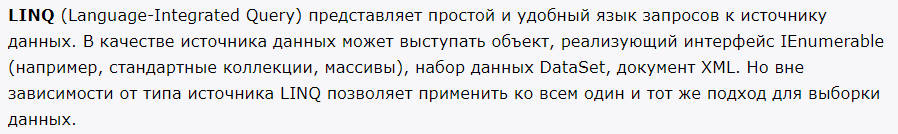 LINQ (Language-Integrated Query) представляет простой и удобный язык запросов к источнику
данных. В качестве источника данных может выступать объект, реализующий интерфейс IEnumerable
(например, стандартные коллекции, массивы), набор данных DataSet, документ XML. Но вне
зависимости от типа источника LINQ позволяет применить ко всем один и тот же подход для выборки
данных.